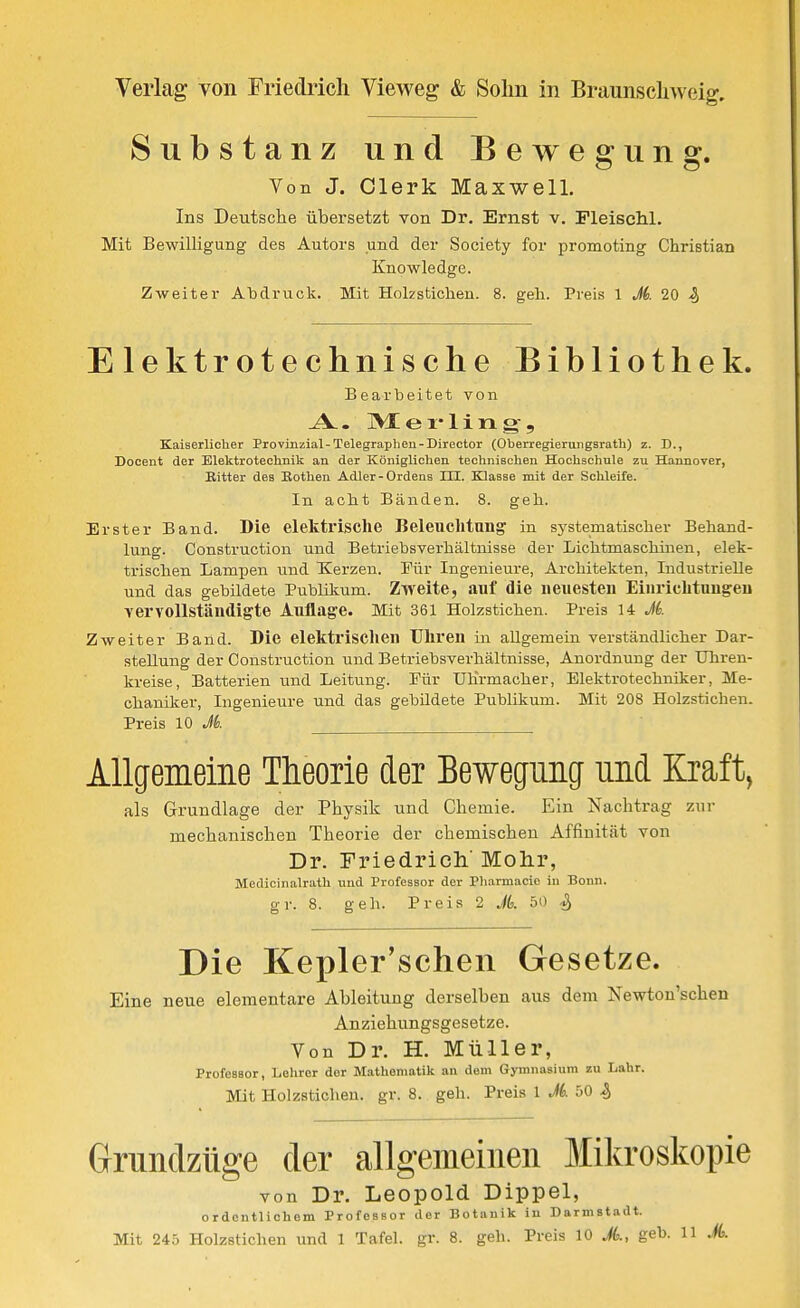 Verlag von Friedrich Vieweg & Sohn in Braunschweig.
Substanz und Bewegung.
Von J. Clerk Maxwell.
Ins Deutsche übersetzt von Dr. Ernst v. Fleischl.
Mit Bewilligung des Autors und der Society for promoting Christian
Knowledge.
Zweiter Abdruck. Mit Holzstichen. 8. geh. Preis 1 ℳ. 20 ₰
Elektrotechnische Bibliothek.
Bearbeitet von
A. Merling,
Kaiserlicher Provinzial-Telegraphen-Director (Oberregierungsrath) z. D.,
Docent der Elektrotechnik an der Königlichen technischen Hochschule zu Hannover,
Ritter des Rothen Adler-Ordens III. Klasse mit der Schleife.
In acht Bänden. 8. geh.
Erster Band. Die elektrische Beleuchtung in systematischer Behand-
lung. Construction und Betriebsverhältnisse der Lichtmaschinen, elek-
trischen Lampen und Kerzen. Für Ingenieure, Architekten, Industrielle
und das gebildete Publikum. Zweite, auf die neuesten Einrichtungen
vervollständigte Auflage. Mit 361 Holzstichen. Preis 14 ℳ.
Zweiter Band. Die elektrischen Uhren in allgemein verständlicher Dar-
stellung der Construction und Betriebsverhältnisse, Anordnung der Uhren-
kreise, Batterien und Leitung. Für Uhrmacher, Elektrotechniker, Me-
chaniker, Ingenieure und das gebildete Publikum. Mit 208 Holzstichen.
Preis 10 ℳ.
Allgemeine Theorie der Bewegung und Kraft,
als Grundlage der Physik und Chemie. Ein Nachtrag zur
mechanischen Theorie der chemischen Affinität von
Dr. Friedrich Mohr,
Medicinalrath und Professor der Pharmacie in Bonn.
gr. 8. geh. Preis 2 ℳ. 50 ₰
Die Kepler'schen Gesetze.
Eine neue elementare Ableitung derselben aus dem Newton'schen
Anziehungsgesetze.
Von Dr. H. Müller,
Professor, Lehrer der Mathematik an dem Gymnasium zu Lahr.
Mit Holzstichen. gr. 8. geh. Preis 1 ℳ. 50 ₰
Grundzüge der allgemeinen Mikroskopie
von Dr. Leopold Dippel,
ordentlichem Professor der Botanik in Darmstadt.
Mit 245 Holzstichen und 1 Tafel. gr. 8. geh. Preis 10 ℳ., geb. 11 ℳ.